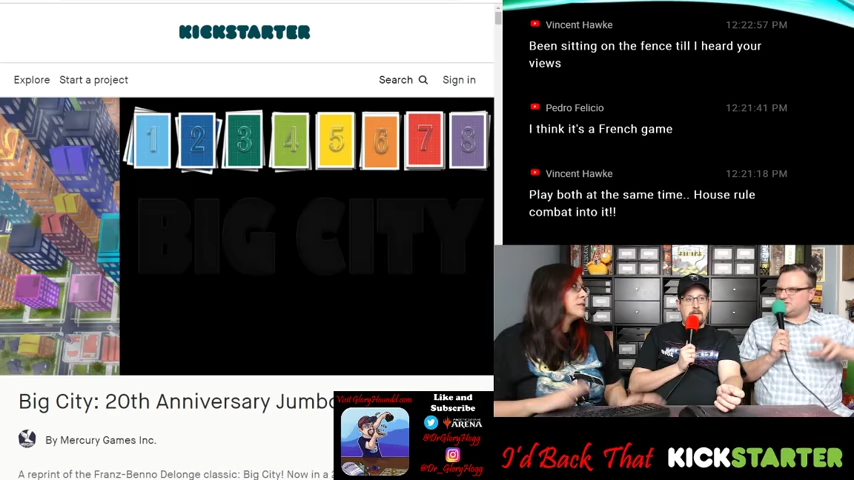 KICKSTARTER
Explore Start a project Search Sign in
1 2 3 4 5 6 7 8
BIG CITY
Big City: 20th Anniversary Jumbo
By Mercury Games Inc.
A reprint of the Franz-Benno Delonge classic: Big City! Now in a
Vincent Hawke 12:22:57 PM
Been sitting on the fence till I heard your
views
Pedro Felicio 12:21:41 PM
I think it's a French game
Vincent Hawke 12:21:18 PM
Play both at the same time.. House rule
combat into it!!
Visit GloryHoundd.com
Like and
Subscribe
ARENA
@DrGloryHogg
@Dr_GloryHogg
I'd Back That KICKSTARTER